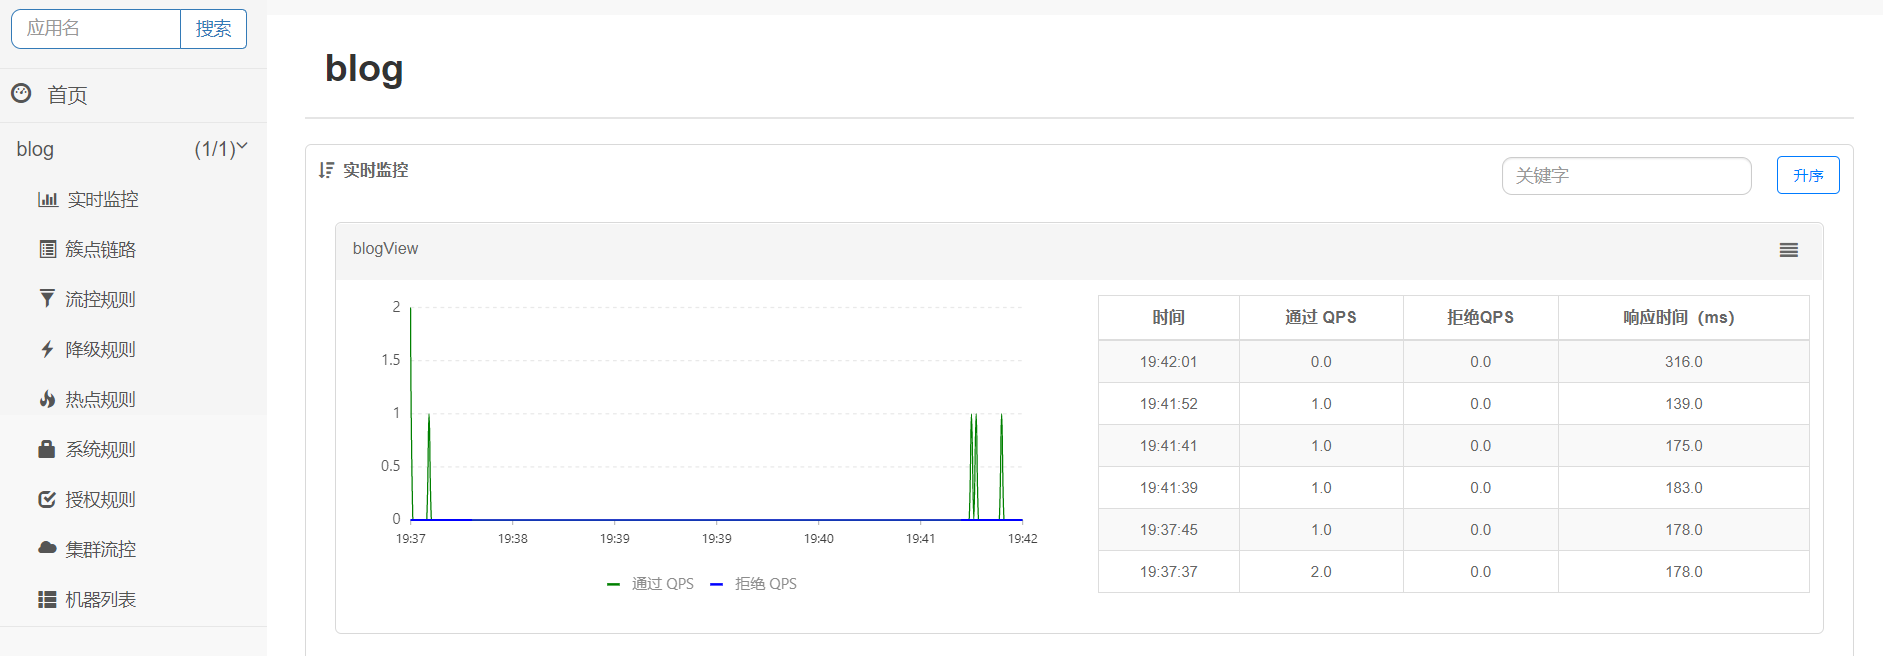 应用名 搜索
首页
blog (1/1)
实时监控
簇点链路
流控规则
降级规则
热点规则
系统规则
授权规则
集群流控
机器列表
blog
实时监控 关键字 升序
blogView
2
1.5
1
0.5
0
19:37 19:38 19:39 19:39 19:40 19:41 19:42
通过 QPS 拒绝 QPS
时间 通过 QPS 拒绝QPS 响应时间（ms）
19:42:01 0.0 0.0 316.0
19:41:52 1.0 0.0 139.0
19:41:41 1.0 0.0 175.0
19:41:39 1.0 0.0 183.0
19:37:45 1.0 0.0 178.0
19:37:37 2.0 0.0 178.0